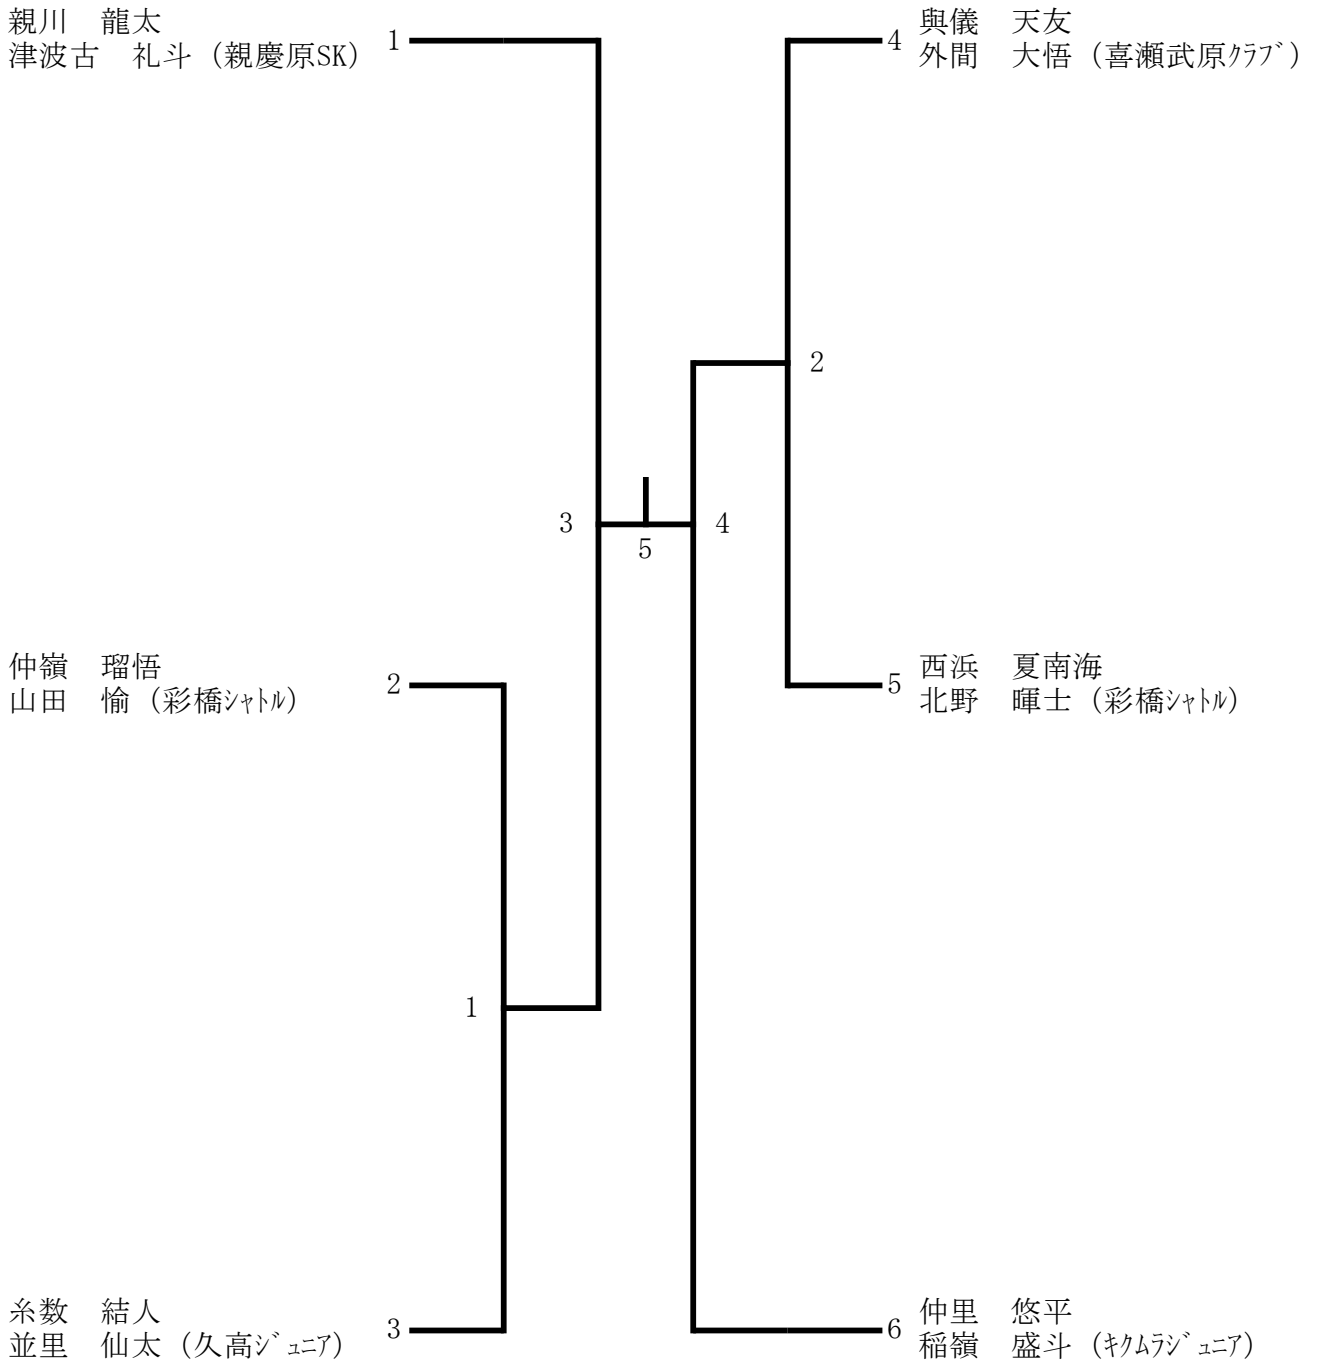 親川　龍太
津波古　礼斗（親慶原SK）
1
與儀　天友
外間　大悟（喜瀬武原ｸﾗﾌﾞ）
4
2
3
4
5
仲嶺　瑠悟
山田　愉（彩橋ｼｬﾄﾙ）
2
西浜　夏南海
北野　暉士（彩橋ｼｬﾄﾙ）
5
1
糸数　結人
並里　仙太（久高ｼﾞｭﾆｱ）
3
仲里　悠平
稲嶺　盛斗（ｷｸﾑﾗｼﾞｭﾆｱ）
6